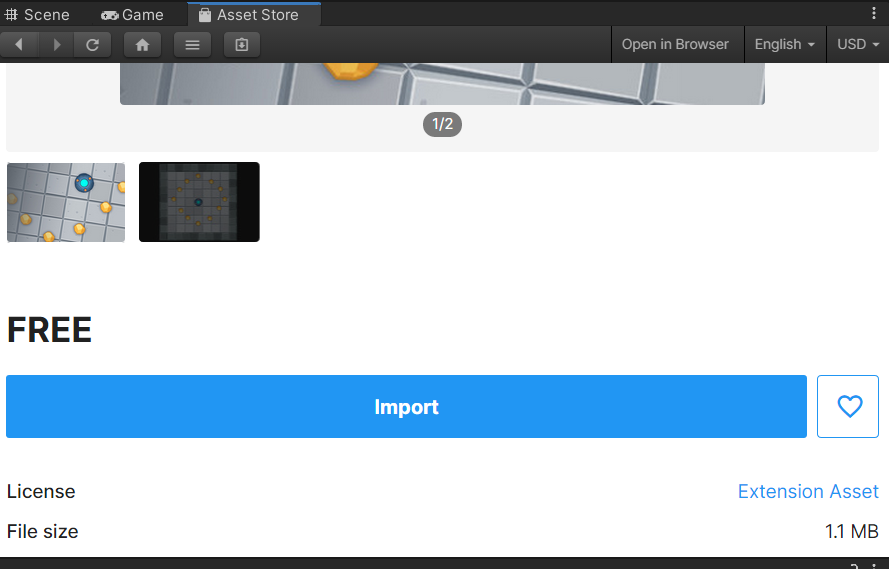 Scene Game Asset Store
Open in Browser English USD
1/2
FREE
Import
License Extension Asset
File size 1.1 MB